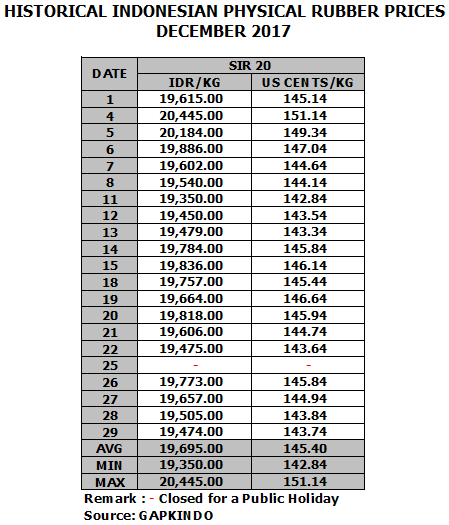 HISTORICAL INDONESIAN PHYSICAL RUBBER PRICES
DECEMBER 2017
DATE SIR 20
IDR/KG US CENTS/KG
1 19,615.00 145.14
4 20,445.00 151.14
5 20,184.00 149.34
6 19,886.00 147.04
7 19,602.00 144.64
8 19,540.00 144.14
11 19,350.00 142.84
12 19,450.00 143.54
13 19,479.00 143.34
14 19,784.00 145.84
15 19,836.00 146.14
18 19,757.00 145.44
19 19,664.00 146.64
20 19,818.00 145.94
21 19,606.00 144.74
22 19,475.00 143.64
25 - -
26 19,773.00 145.84
27 19,657.00 144.94
28 19,505.00 143.84
29 19,474.00 143.74
AVG 19,695.00 145.40
MIN 19,350.00 142.84
MAX 20,445.00 151.14
Remark : - Closed for a Public Holiday
Source: GAPKINDO